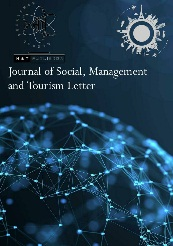 Journal of Social, Management
and Tourism Letter